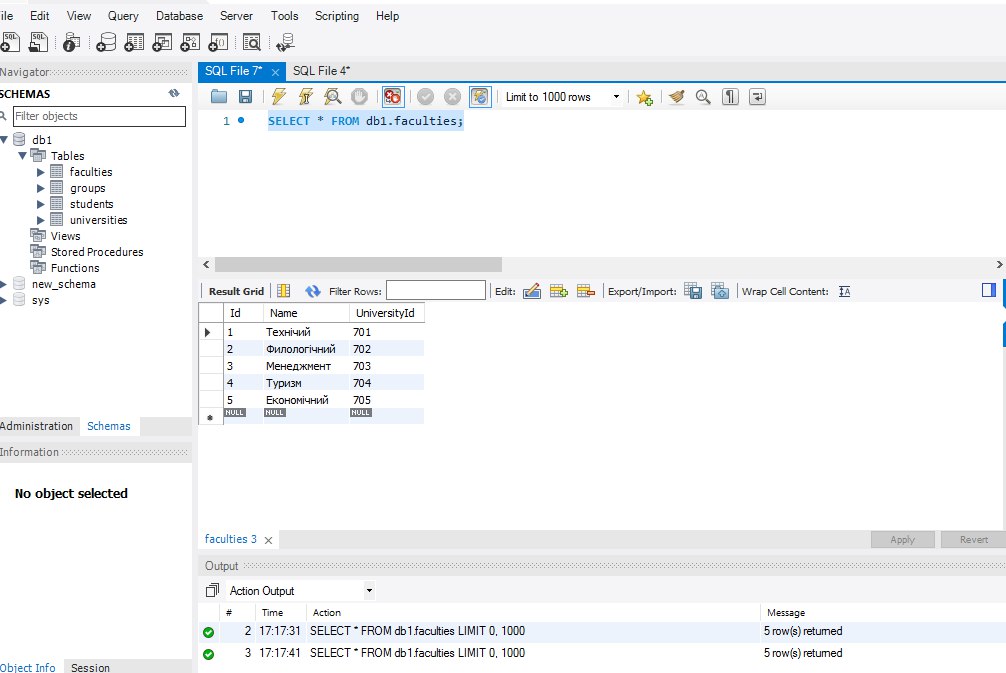 ile Edit View Query Database Server Tools Scripting Help
Navigator
SCHEMAS
Filter objects
db1
Tables
faculties
groups
students
universities
Views
Stored Procedures
Functions
new_schema
sys
Administration Schemas
Information
No object selected
Object Info Session
SQL File 7* SQL File 4*
Limit to 1000 rows
1 SELECT * FROM db1.faculties;
Result Grid Filter Rows: Edit: Export/Import: Wrap Cell Content:
Id Name UniversityId
1 Технічий 701
2 Филологічний 702
3 Менеджмент 703
4 Туризм 704
5 Економічний 705
NULL NULL NULL
faculties 3 Apply Revert
Output
Action Output
# Time Action Message
2 17:17:31 SELECT * FROM db1.faculties LIMIT 0, 1000 5 row(s) returned
3 17:17:41 SELECT * FROM db1.faculties LIMIT 0, 1000 5 row(s) returned